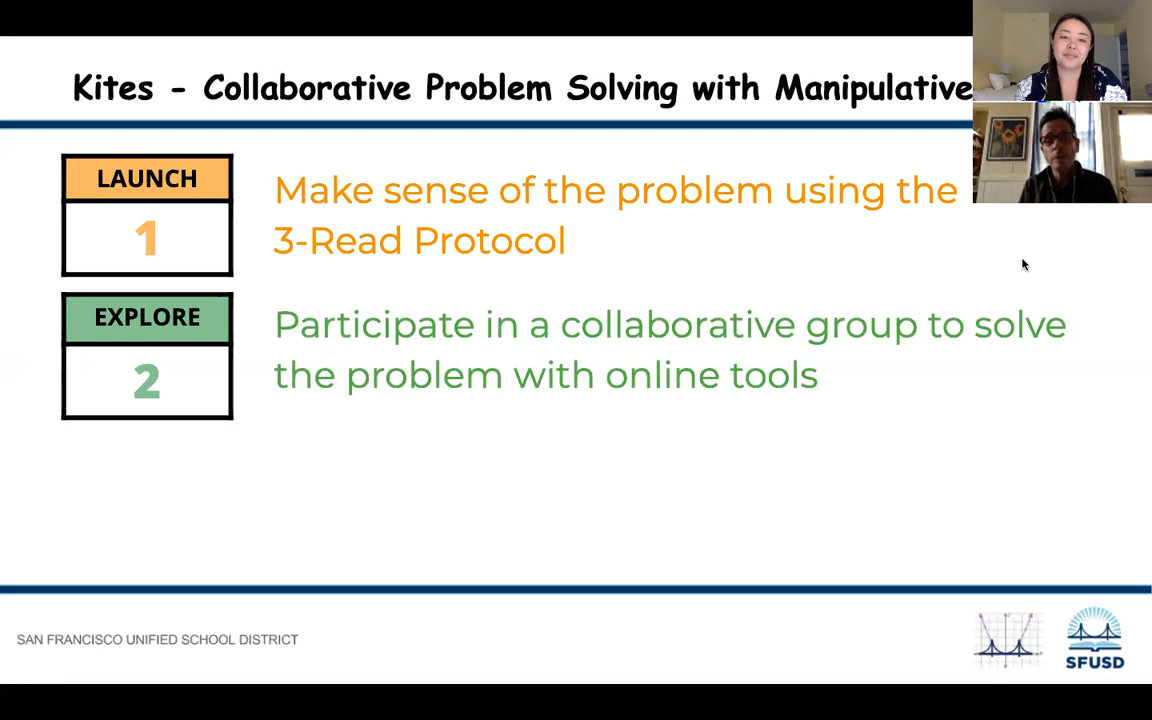 Kites - Collaborative Problem Solving with Manipulative
LAUNCH
1
Make sense of the problem using the
3-Read Protocol
EXPLORE
2
Participate in a collaborative group to solve
the problem with online tools
SAN FRANCISCO UNIFIED SCHOOL DISTRICT
SFUSD